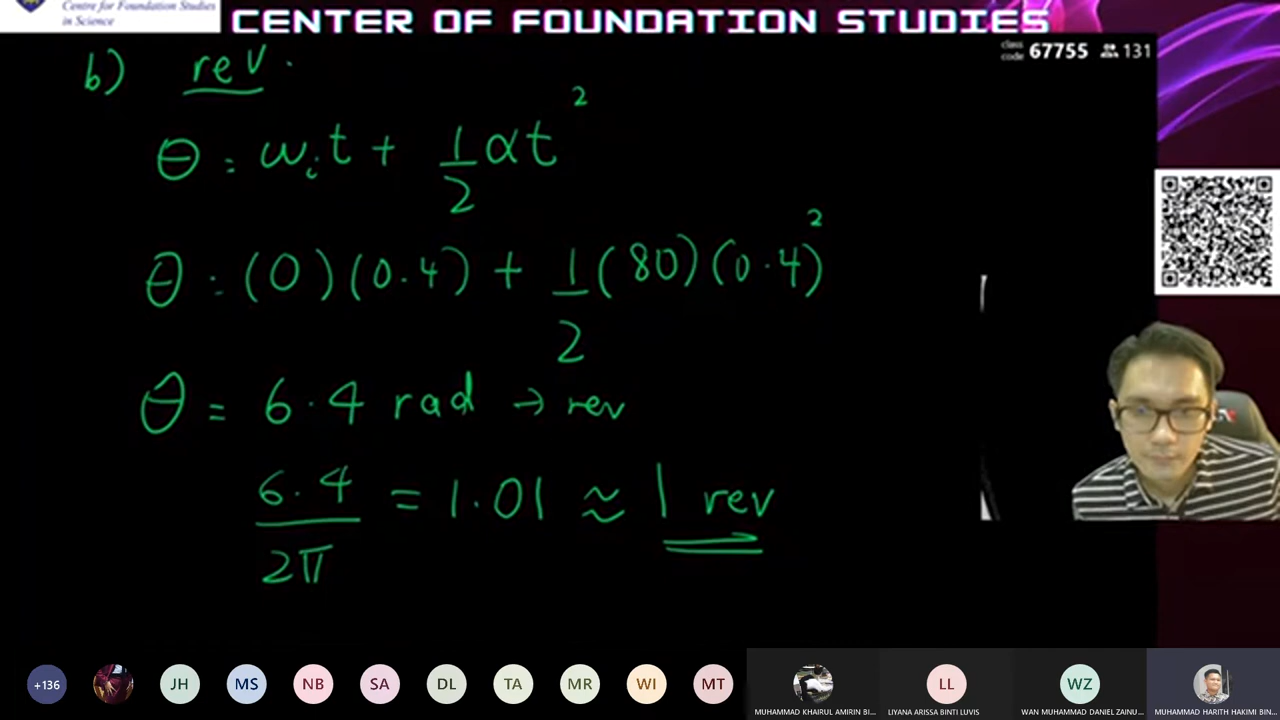 Centre for Foundation Studies
in Science
CENTER OF FOUNDATION STUDIES
class code 67755 131
b) rev.
θ = ωᵢt + 1/2 αt²
θ = (0)(0.4) + 1/2 (80)(0.4)²
θ = 6.4 rad → rev
6.4/2π = 1.01 ≈ 1 rev
+136 JH MS NB SA DL TA MR WI MT LL WZ
MUHAMMAD KHAIRUL AMIRIN BI... LIYANA ARISSA BINTI LUVIS WAN MUHAMMAD DANIEL ZAINU... MUHAMMAD HARITH HAKIMI BIN...